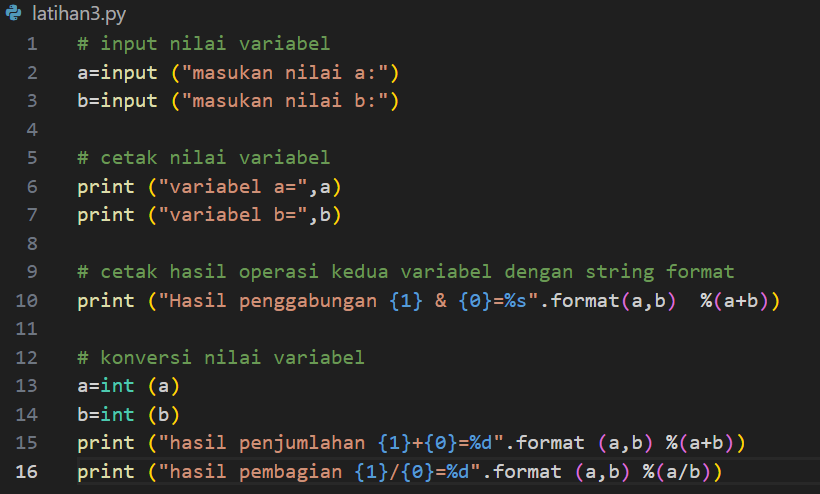 latihan3.py
1 # input nilai variabel
2 a=input ("masukan nilai a:")
3 b=input ("masukan nilai b:")
4
5 # cetak nilai variabel
6 print ("variabel a=",a)
7 print ("variabel b=",b)
8
9 # cetak hasil operasi kedua variabel dengan string format
10 print ("Hasil penggabungan {1} & {0}=%s".format(a,b)  %(a+b))
11
12 # konversi nilai variabel
13 a=int (a)
14 b=int (b)
15 print ("hasil penjumlahan {1}+{0}=%d".format (a,b) %(a+b))
16 print ("hasil pembagian {1}/{0}=%d".format (a,b) %(a/b))